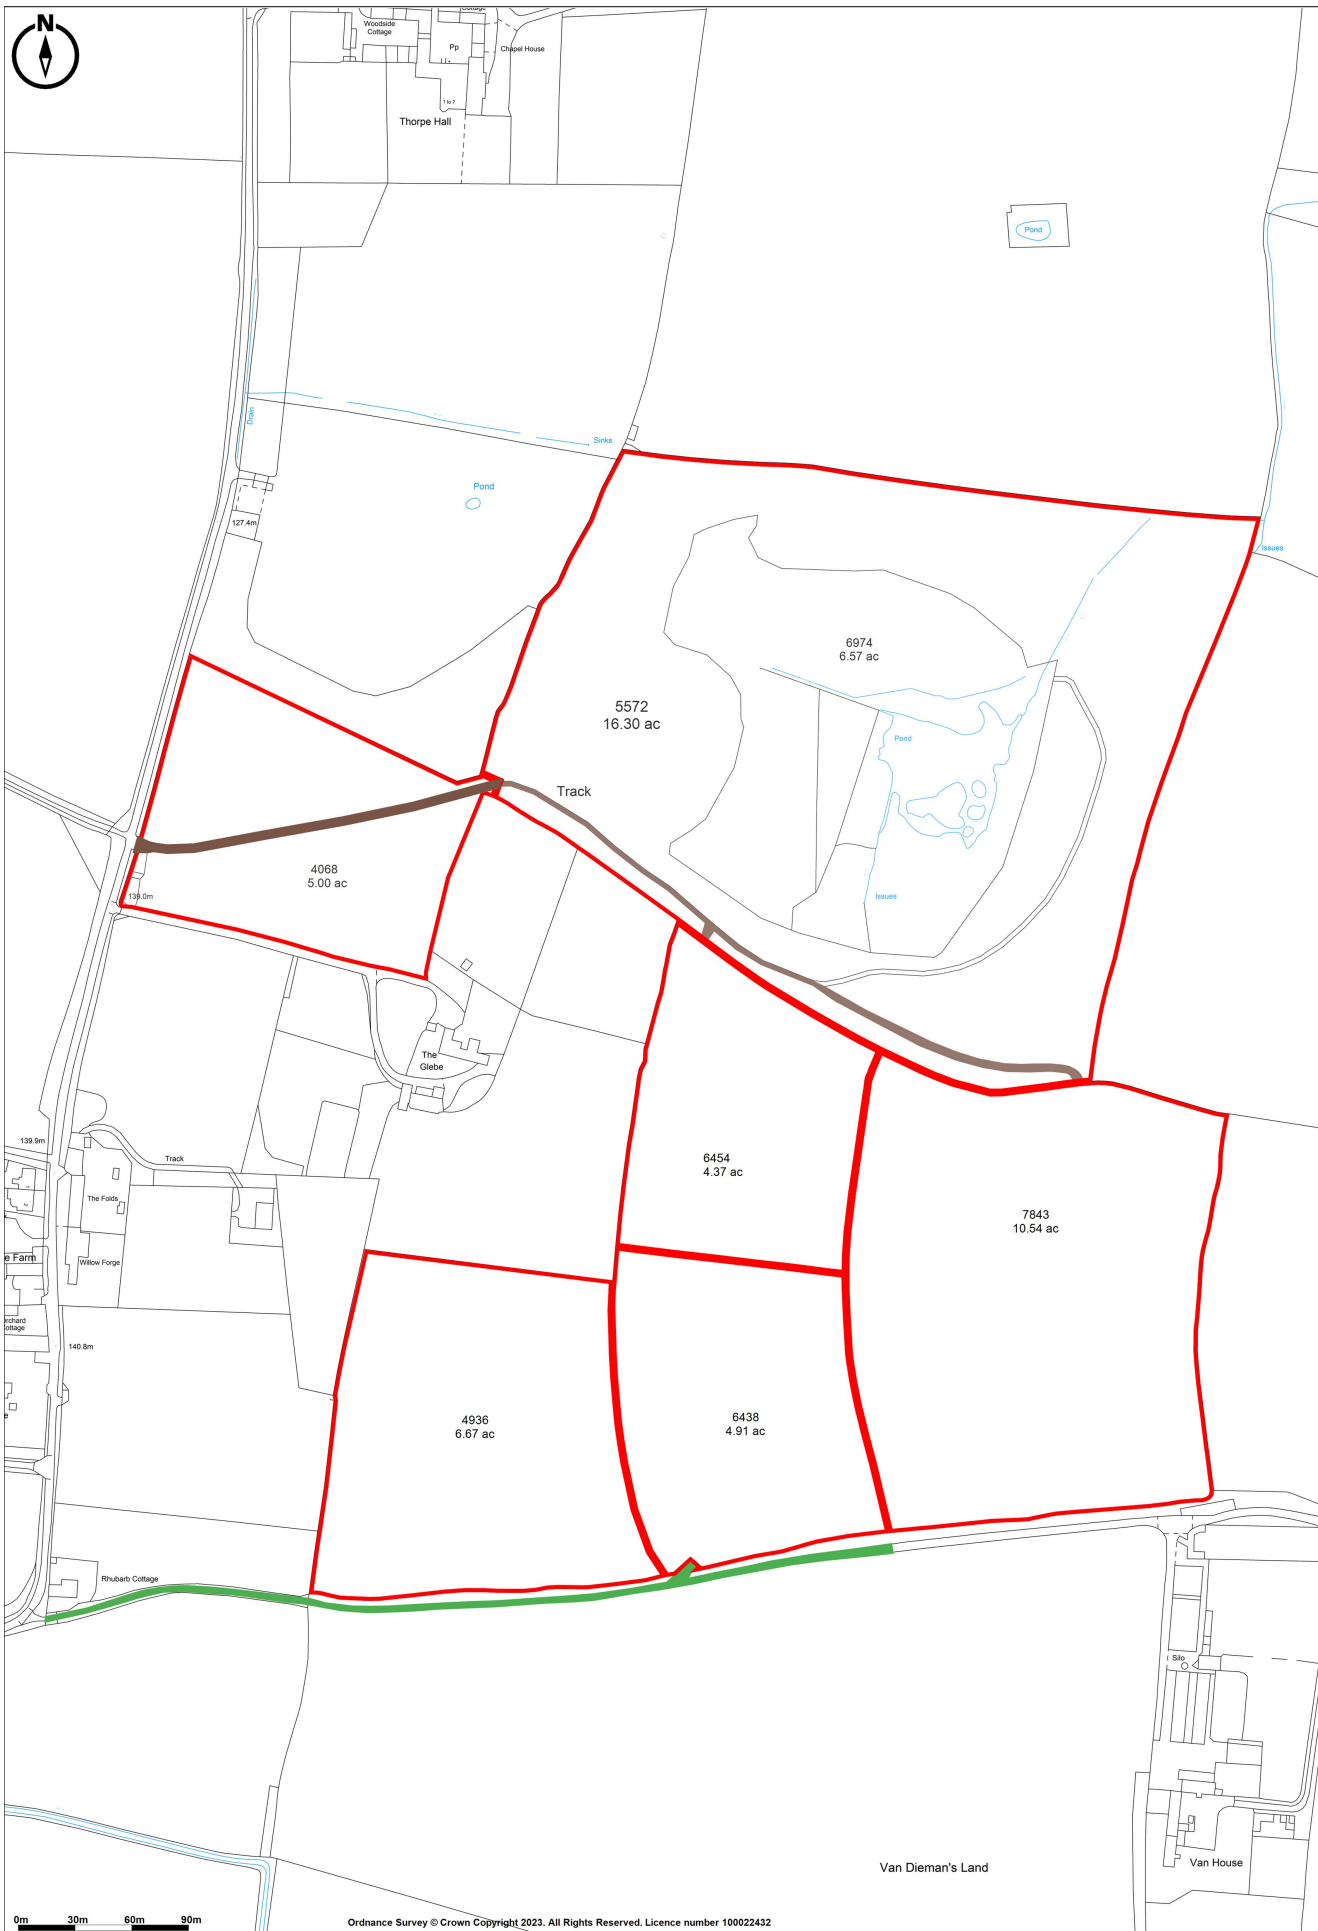 N
Cottage
Woodside
Cottage
Pp
Chapel House
1 to 7
Thorpe Hall
Pond
Drain
Sinks
Pond
127.4m
Issues
6974
6.57 ac
5572
16.30 ac
Pond
Track
4068
5.00 ac
139.0m
Issues
The
Glebe
139.9m
Track
6454
4.37 ac
The Folds
7843
10.54 ac
e Farm
Willow Forge
Orchard
Cottage
140.8m
4936
6.67 ac
6438
4.91 ac
e
Rhubarb Cottage
Silo
Van Dieman's Land
Van House
0m 30m 60m 90m
Ordnance Survey © Crown Copyright 2023. All Rights Reserved. Licence number 100022432